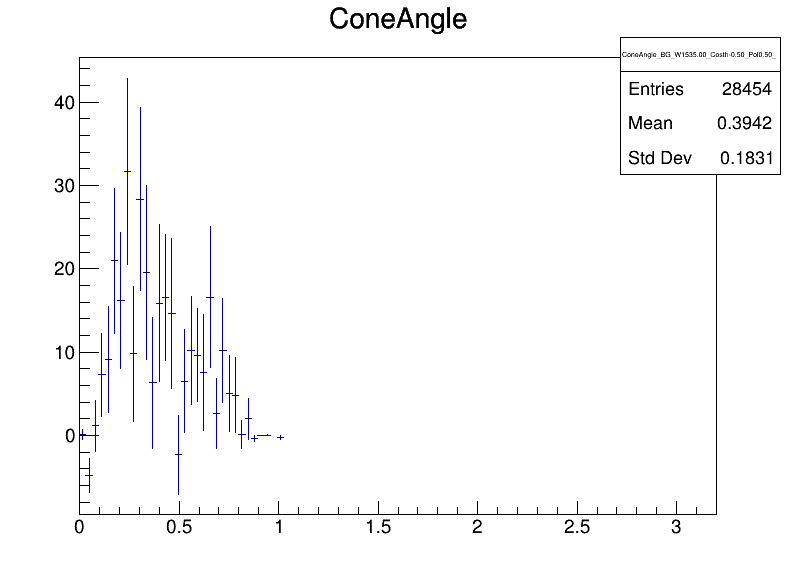 ConeAngle
ConeAngle_BG_W1535.00_Costh-0.50_Pol0.50_
Entries 28454
Mean 0.3942
Std Dev 0.1831
40
30
20
10
0
0 0.5 1 1.5 2 2.5 3